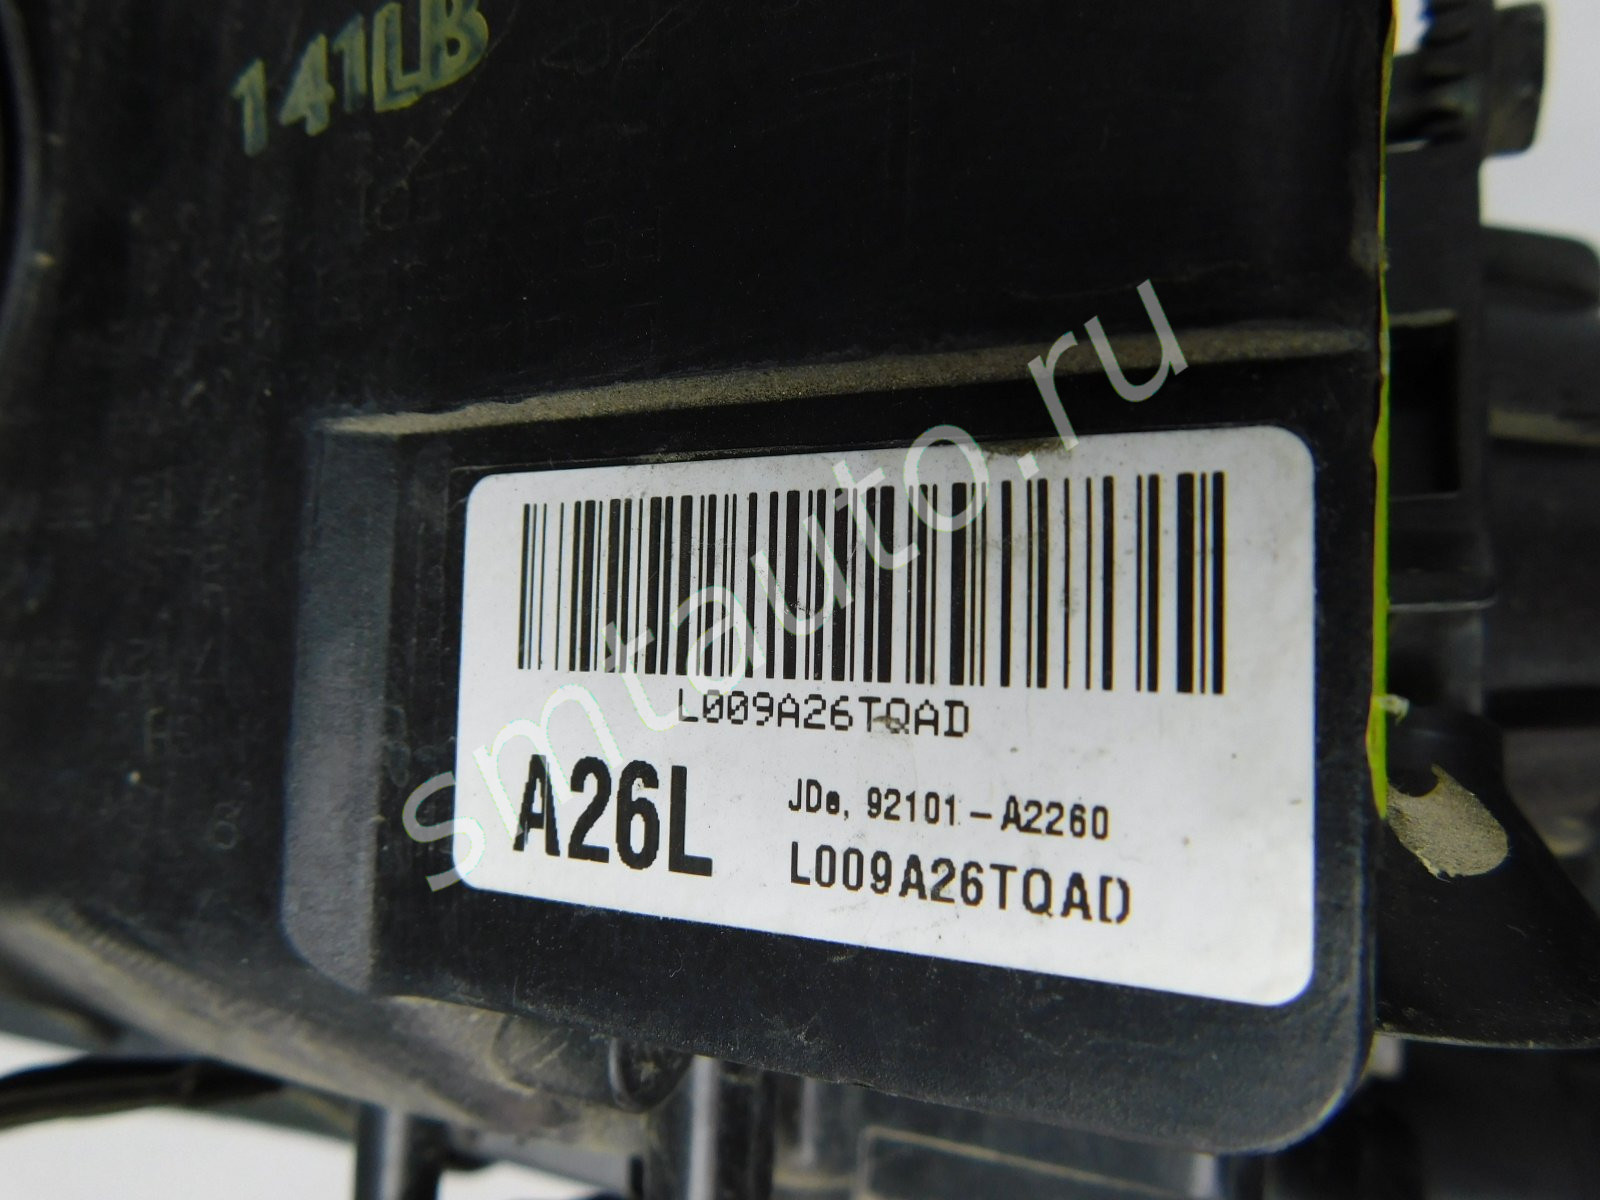 141LB
smtauto.ru
L009A26TQAD
A26L
JDe, 92101-A2260
L009A26TQAD